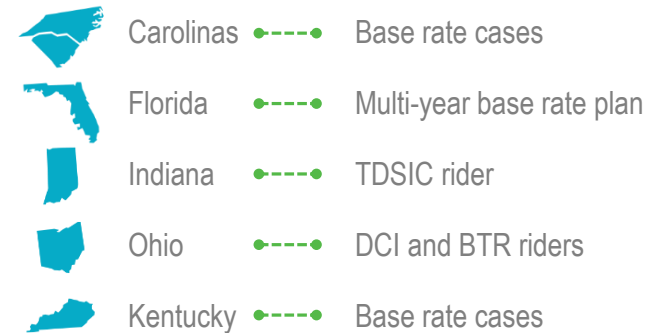 Carolinas Base rate cases
Florida Multi-year base rate plan
Indiana TDSIC rider
Ohio DCI and BTR riders
Kentucky Base rate cases